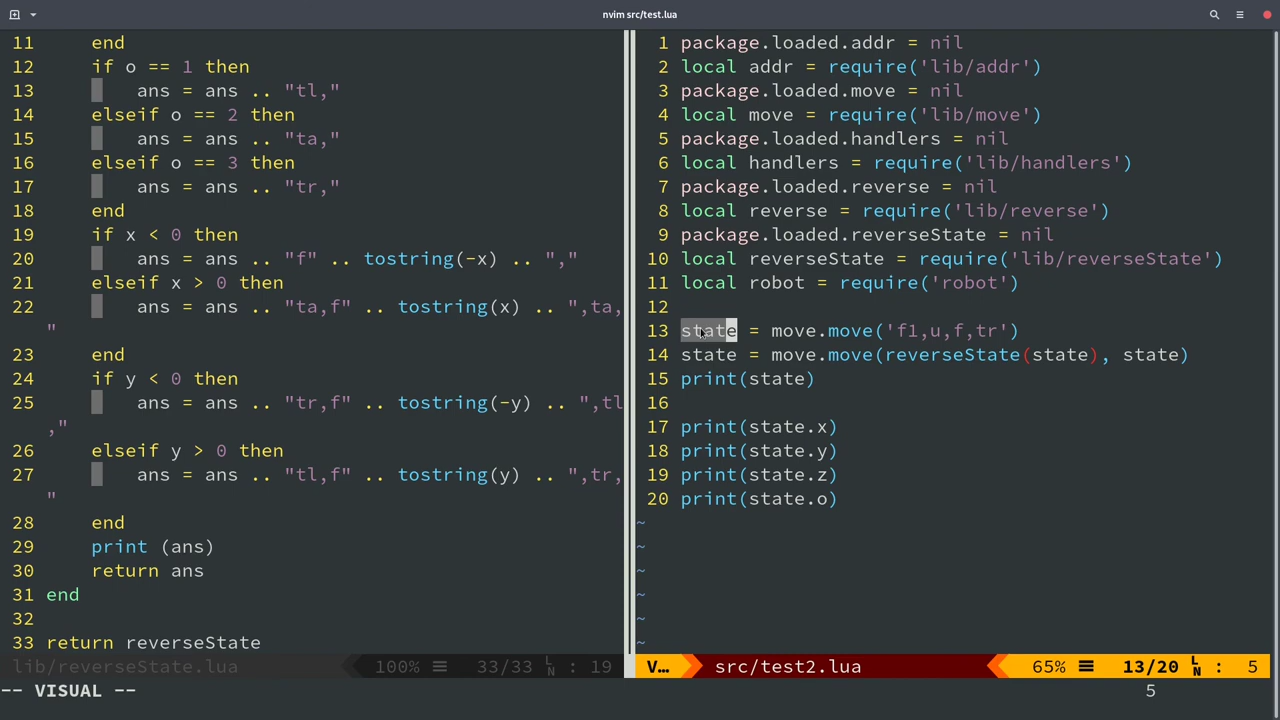 nvim src/test.lua
11 end
12 if o == 1 then
13 ans = ans .. "tl,"
14 elseif o == 2 then
15 ans = ans .. "ta,"
16 elseif o == 3 then
17 ans = ans .. "tr,"
18 end
19 if x < 0 then
20 ans = ans .. "f" .. tostring(-x) .. ","
21 elseif x > 0 then
22 ans = ans .. "ta,f" .. tostring(x) .. ",ta,
"
23 end
24 if y < 0 then
25 ans = ans .. "tr,f" .. tostring(-y) .. ",tl
,"
26 elseif y > 0 then
27 ans = ans .. "tl,f" .. tostring(y) .. ",tr,
"
28 end
29 print (ans)
30 return ans
31 end
32
33 return reverseState
lib/reverseState.lua 100% ☰ 33/33 LN : 19
1 package.loaded.addr = nil
2 local addr = require('lib/addr')
3 package.loaded.move = nil
4 local move = require('lib/move')
5 package.loaded.handlers = nil
6 local handlers = require('lib/handlers')
7 package.loaded.reverse = nil
8 local reverse = require('lib/reverse')
9 package.loaded.reverseState = nil
10 local reverseState = require('lib/reverseState')
11 local robot = require('robot')
12
13 state = move.move('f1,u,f,tr')
14 state = move.move(reverseState(state), state)
15 print(state)
16
17 print(state.x)
18 print(state.y)
19 print(state.z)
20 print(state.o)
~
~
~
~
~
~
V… src/test2.lua 65% ☰ 13/20 LN : 5
-- VISUAL -- 5